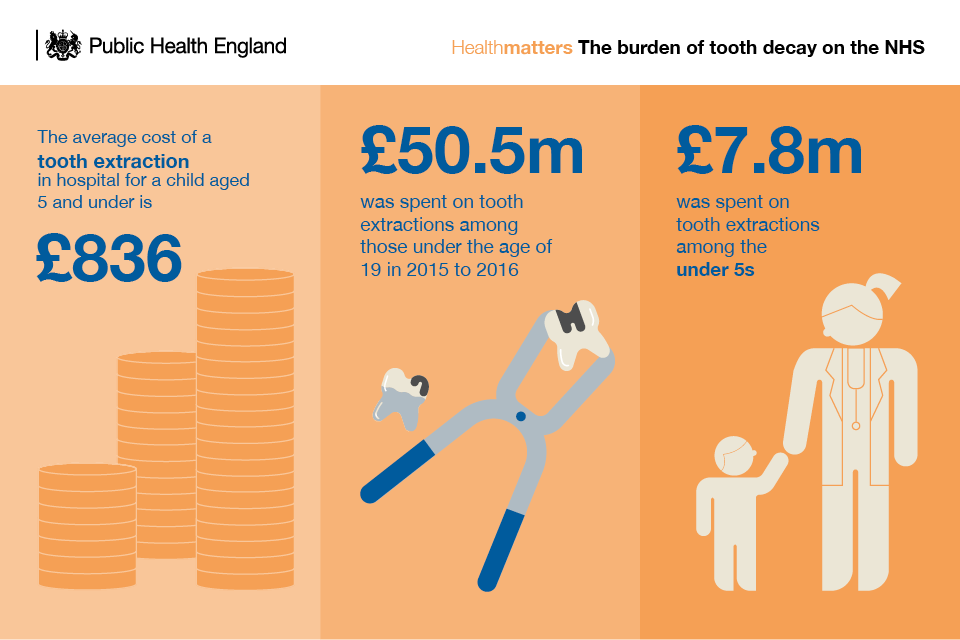 Public Health England
Healthmatters The burden of tooth decay on the NHS
The average cost of a
tooth extraction
in hospital for a child aged
5 and under is
£836
£50.5m
was spent on tooth
extractions among
those under the age of
19 in 2015 to 2016
£7.8m
was spent on
tooth extractions
among the
under 5s